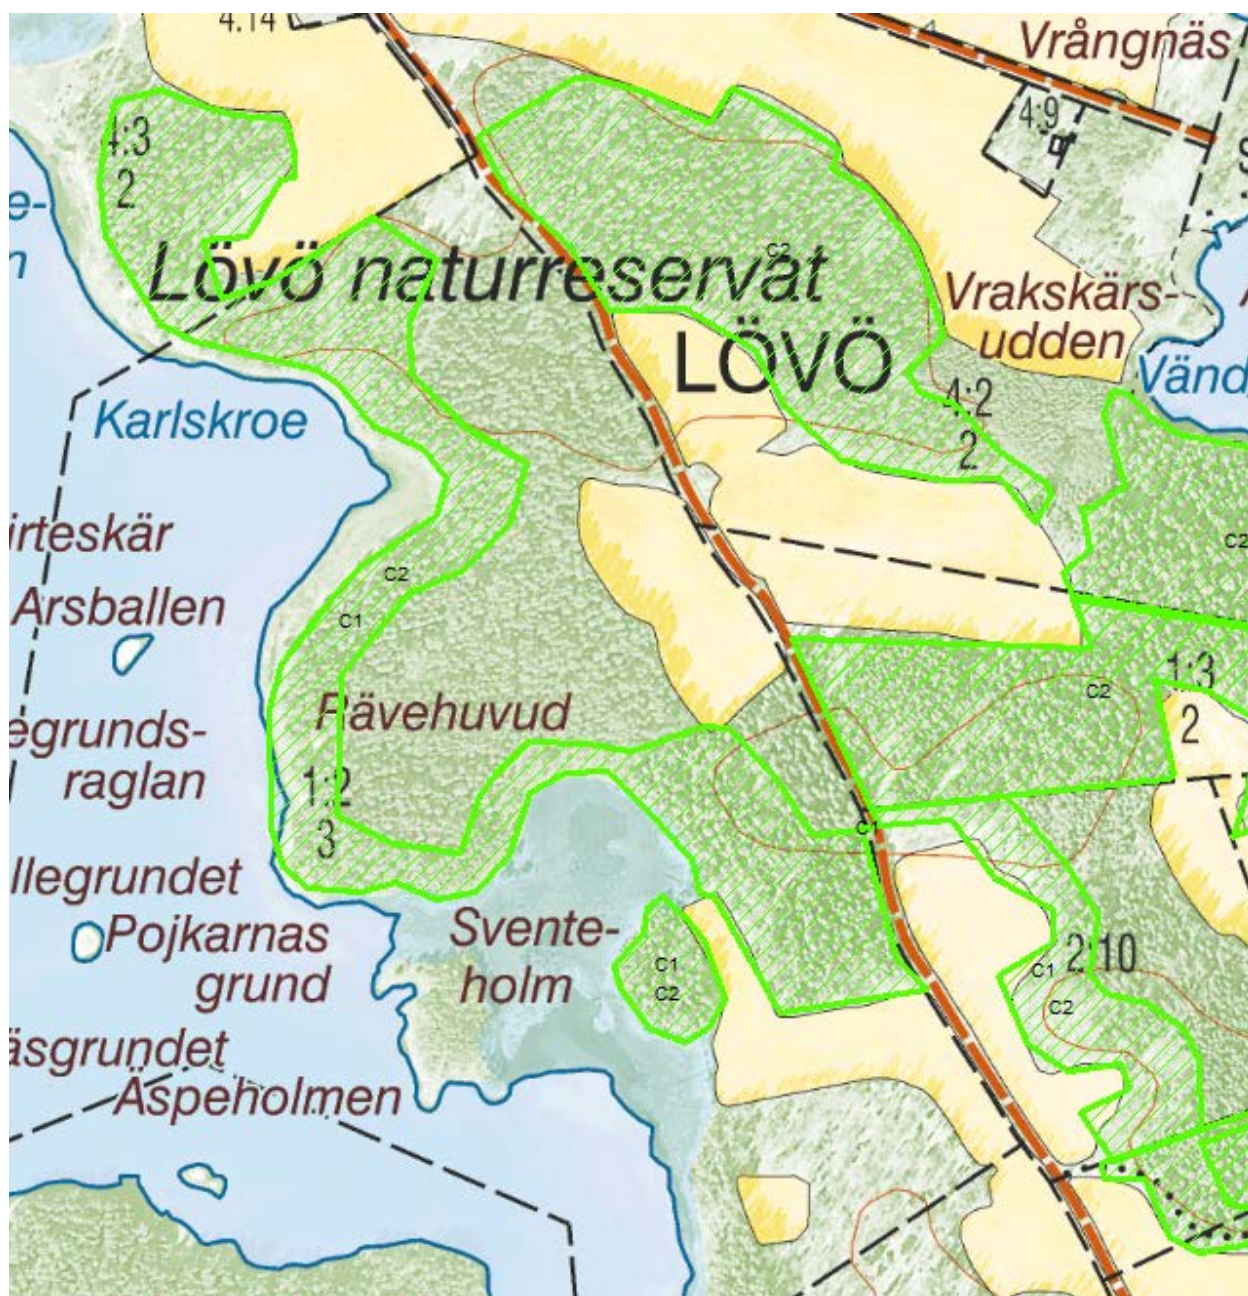 4:14
Vrångnäs
4:9
4:3
2
C2
Lövö naturreservat
Vrakskärs-
udden
LÖVÖ
Vänd
4:2
2
Karlskroe
C2
irteskär
C2
Arsballen
C1
1:3
C2
2
Rävehuvud
egrunds-
raglan
1:2
3
C1
llegrundet
Pojkarnas
grund
Svente-
holm
C1
C2
2:10
C1
C2
äsgrundet
Äspeholmen